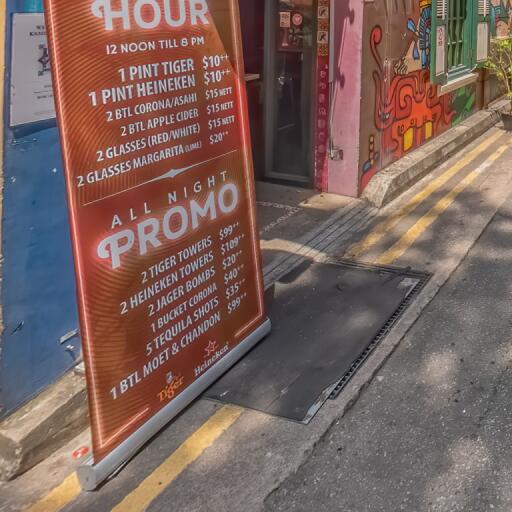 HOUR
12 NOON TILL 8 PM
1 PINT TIGER $10++
1 PINT HEINEKEN $10++
2 BTL CORONA/ASAHI $15 NETT
2 BTL APPLE CIDER $15 NETT
2 GLASSES (RED/WHITE) $15 NETT
2 GLASSES MARGARITA (LIME) $20++
ALL NIGHT
PROMO
2 TIGER TOWERS $99++
2 HEINEKEN TOWERS $109++
2 JAGER BOMBS $20++
1 BUCKET CORONA $40++
5 TEQUILA SHOTS $35++
1 BTL MOET & CHANDON $99++
Tiger
Heineken